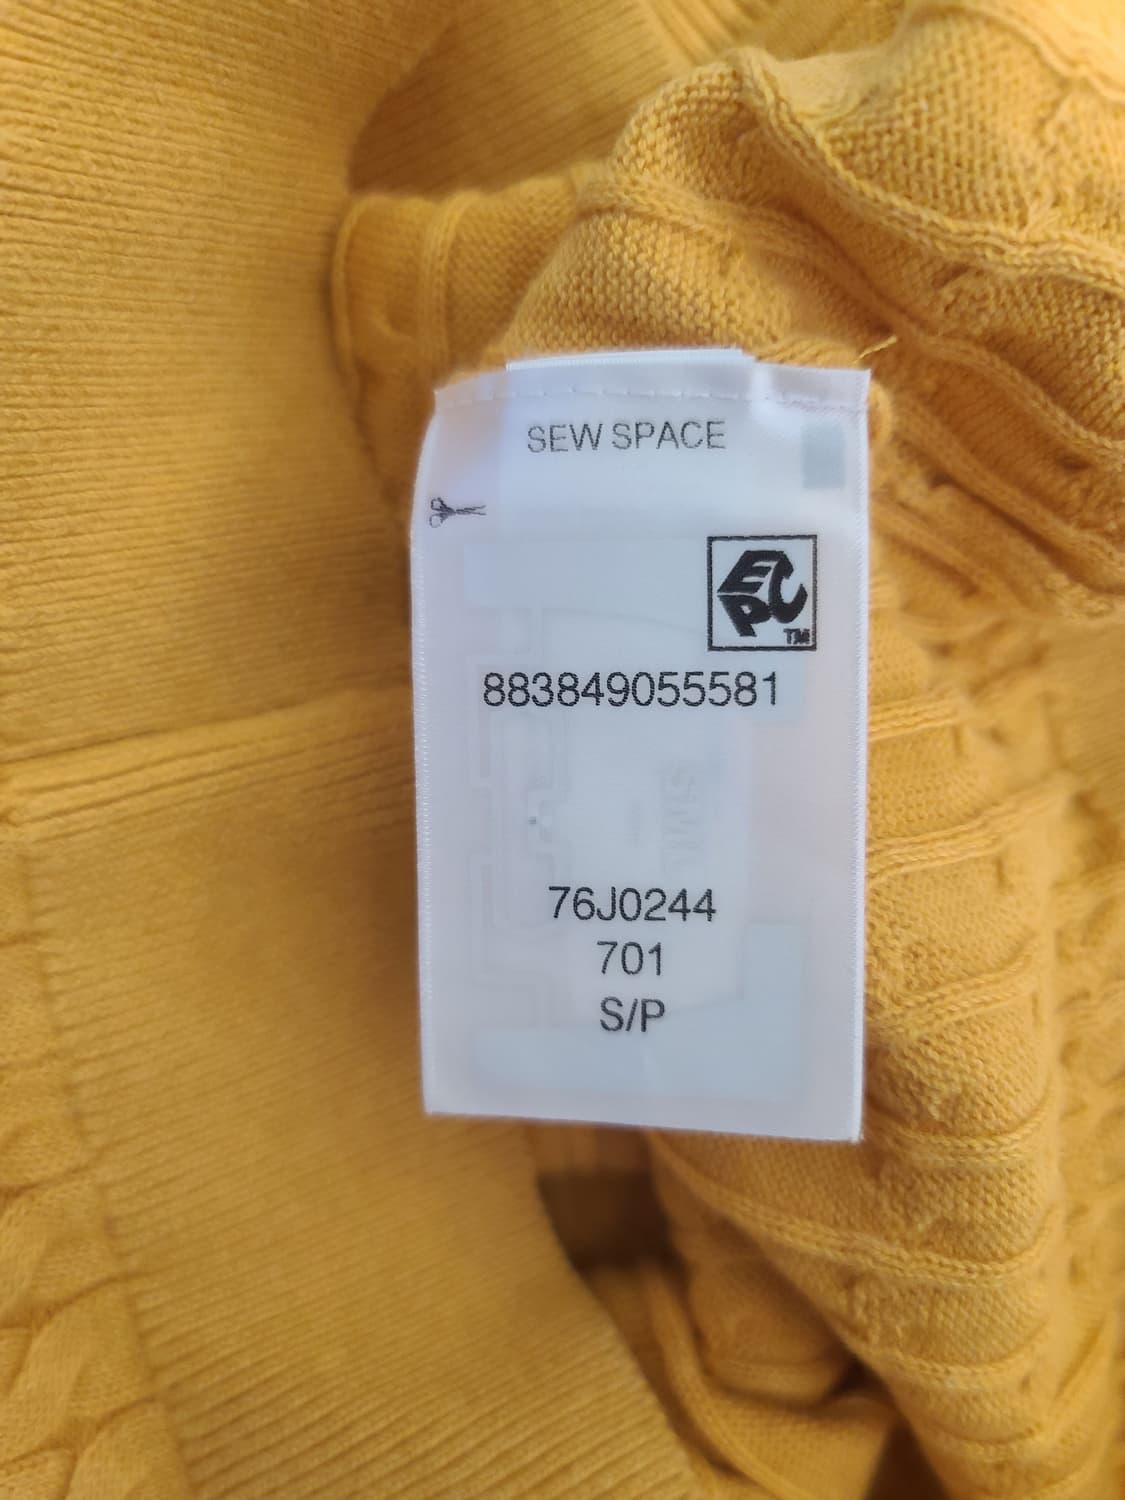 SEW SPACE
EPC
TM
883849055581
76J0244
701
S/P